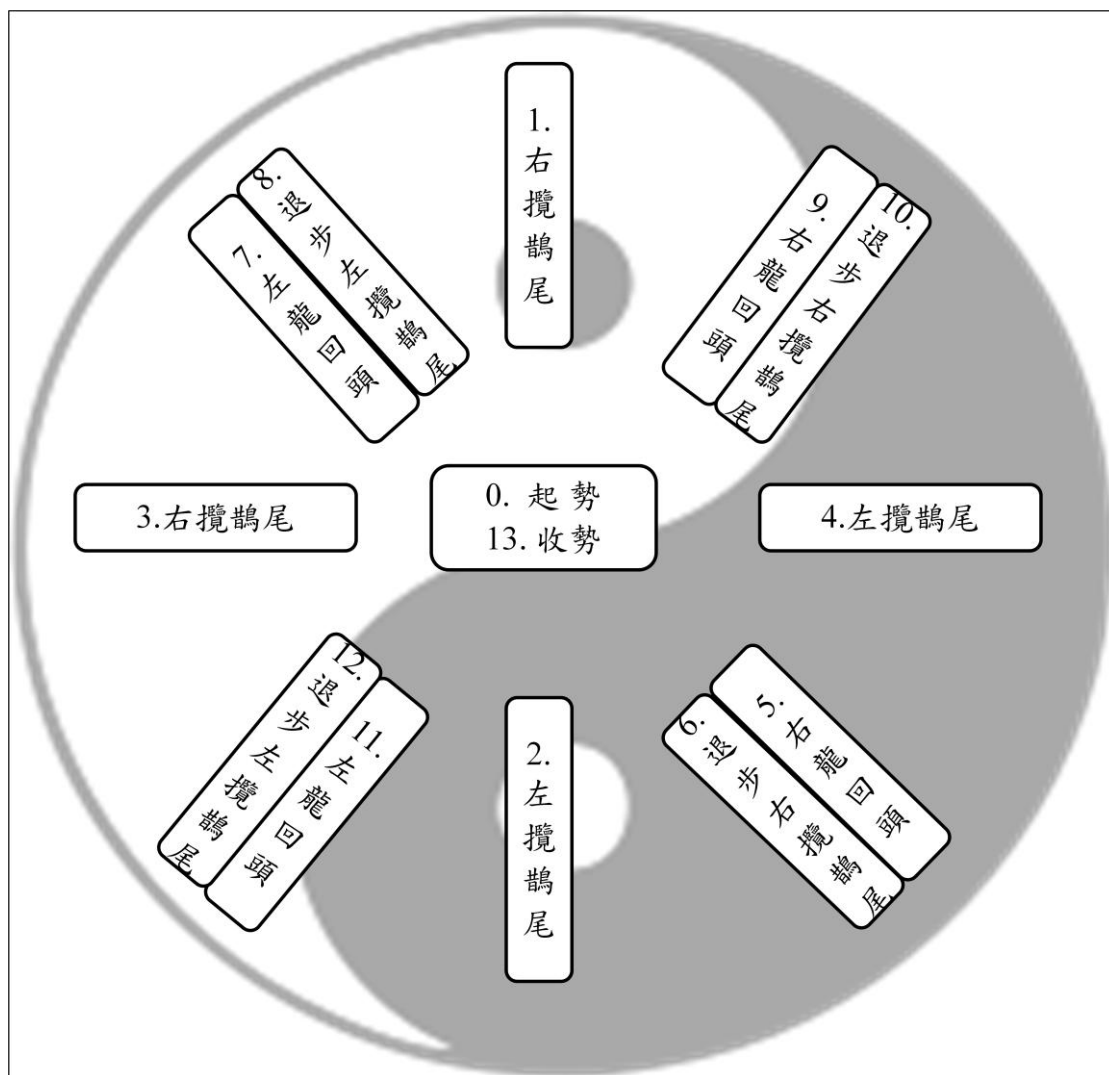 1.右攬鵲尾
8.退步左攬鵲尾
7.左龍回頭
9.右龍回頭
10.退步右攬鵲尾
3.右攬鵲尾
0. 起勢
13. 收勢
4.左攬鵲尾
12.退步左攬鵲尾
11.左龍回頭
2.左攬鵲尾
5.右龍回頭
6.退步右攬鵲尾